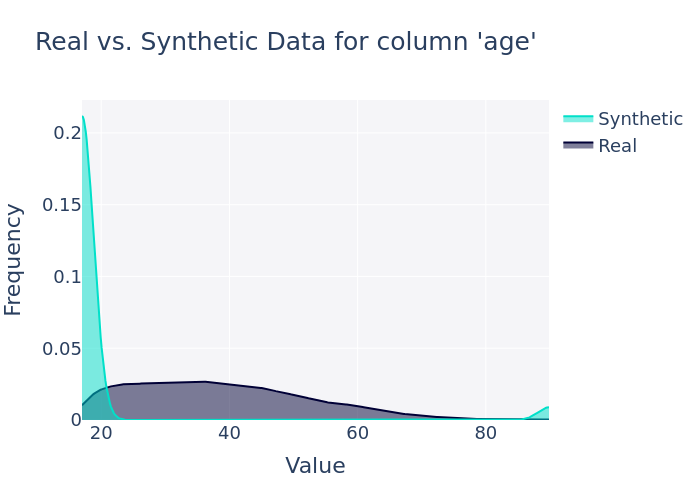 Real vs. Synthetic Data for column 'age'
Synthetic
Real
Frequency
0.2
0.15
0.1
0.05
0
20 40 60 80
Value